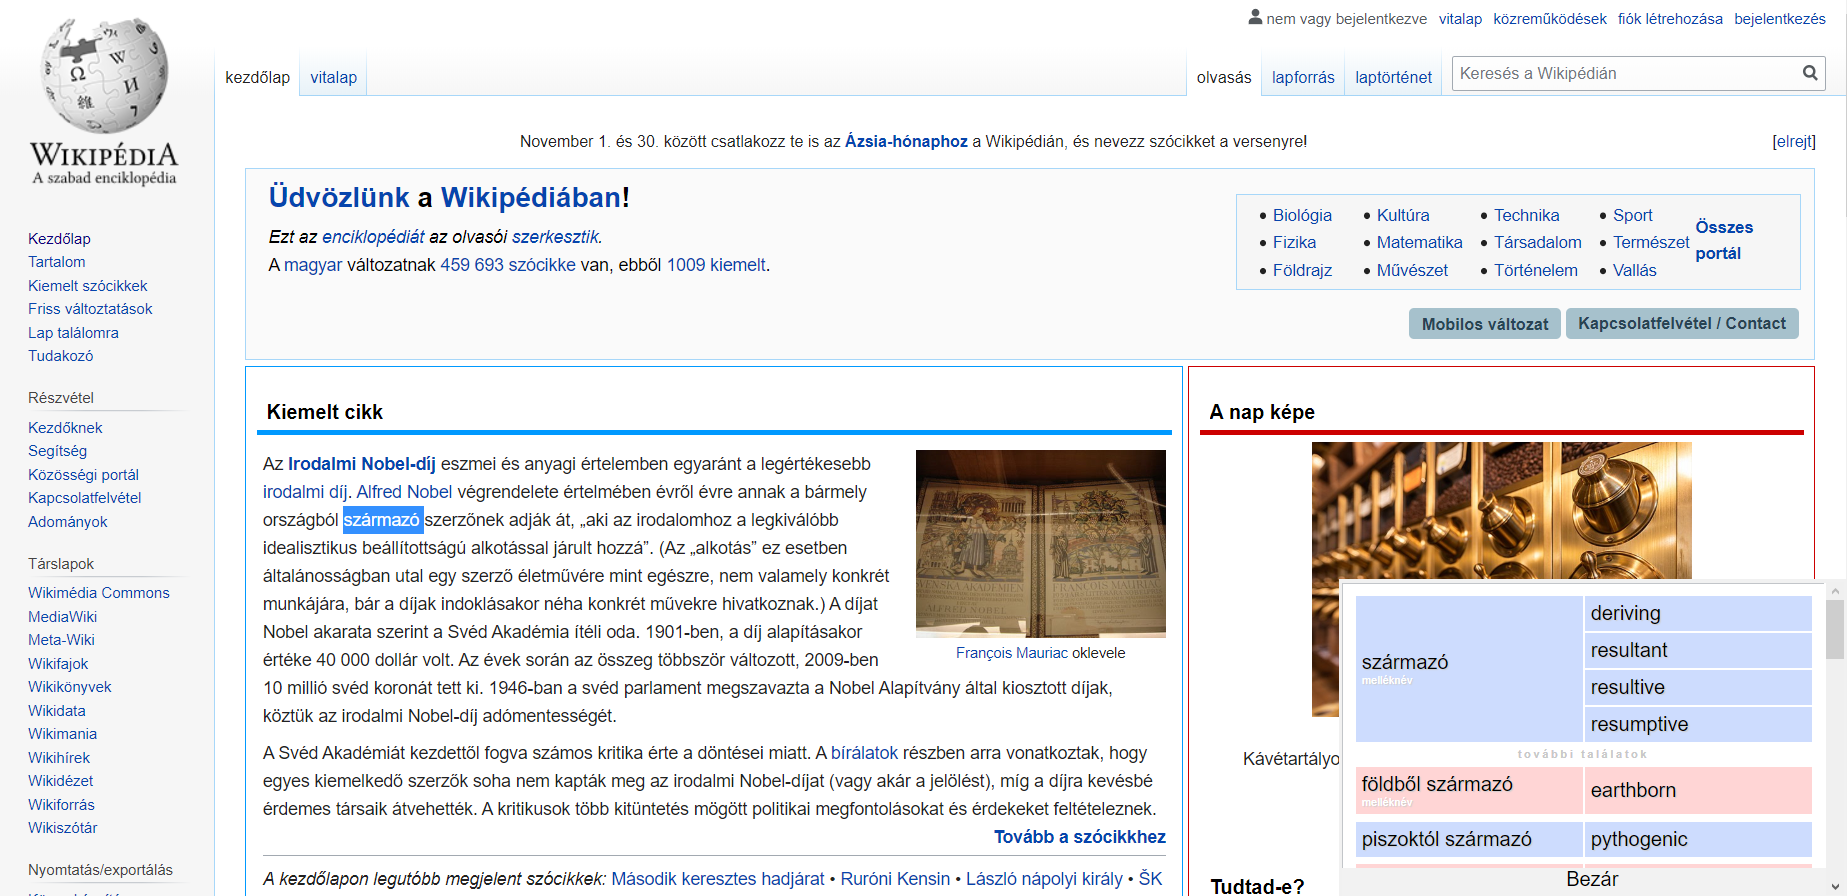 nem vagy bejelentkezve vitalap közreműködések fiók létrehozása bejelentkezés
WIKIPÉDIA
A szabad enciklopédia
kezdőlap vitalap olvasás lapforrás laptörténet Keresés a Wikipédián
November 1. és 30. között csatlakozz te is az Ázsia-hónaphoz a Wikipédián, és nevezz szócikket a versenyre! [elrejt]
Kezdőlap
Tartalom
Kiemelt szócikkek
Friss változtatások
Lap találomra
Tudakozó
Részvétel
Kezdőknek
Segítség
Közösségi portál
Kapcsolatfelvétel
Adományok
Társlapok
Wikimédia Commons
MediaWiki
Meta-Wiki
Wikifajok
Wikikönyvek
Wikidata
Wikimania
Wikihírek
Wikidézet
Wikiforrás
Wikiszótár
Nyomtatás/exportálás
Üdvözlünk a Wikipédiában!
Ezt az enciklopédiát az olvasói szerkesztik.
A magyar változatnak 459 693 szócikke van, ebből 1009 kiemelt.
• Biológia • Kultúra • Technika • Sport
• Fizika • Matematika • Társadalom • Természet
• Földrajz • Művészet • Történelem • Vallás
Összes
portál
Mobilos változat Kapcsolatfelvétel / Contact
Kiemelt cikk
Az Irodalmi Nobel-díj eszmei és anyagi értelemben egyaránt a legértékesebb
irodalmi díj. Alfred Nobel végrendelete értelmében évről évre annak a bármely
országból származó szerzőnek adják át, „aki az irodalomhoz a legkiválóbb
idealisztikus beállítottságú alkotással járult hozzá”. (Az „alkotás” ez esetben
általánosságban utal egy szerző életművére mint egészre, nem valamely konkrét
munkájára, bár a díjak indoklásakor néha konkrét művekre hivatkoznak.) A díjat
Nobel akarata szerint a Svéd Akadémia ítéli oda. 1901-ben, a díj alapításakor
értéke 40 000 dollár volt. Az évek során az összeg többször változott, 2009-ben
10 millió svéd koronát tett ki. 1946-ban a svéd parlament megszavazta a Nobel Alapítvány által kiosztott díjak,
köztük az irodalmi Nobel-díj adómentességét.
François Mauriac oklevele
A Svéd Akadémiát kezdettől fogva számos kritika érte a döntései miatt. A bírálatok részben arra vonatkoztak, hogy
egyes kiemelkedő szerzők soha nem kapták meg az irodalmi Nobel-díjat (vagy akár a jelölést), míg a díjra kevésbé
érdemes társaik átvehették. A kritikusok több kitüntetés mögött politikai megfontolásokat és érdekeket feltételeznek.
Tovább a szócikkhez
A kezdőlapon legutóbb megjelent szócikkek: Második keresztes hadjárat • Ruróni Kensin • László nápolyi király • ŠK
A nap képe
Kávétartályo
Tudtad-e?
származó
melléknév
deriving
resultant
resultive
resumptive
további találatok
földből származó
melléknév
earthborn
piszoktól származó pythogenic
Bezár